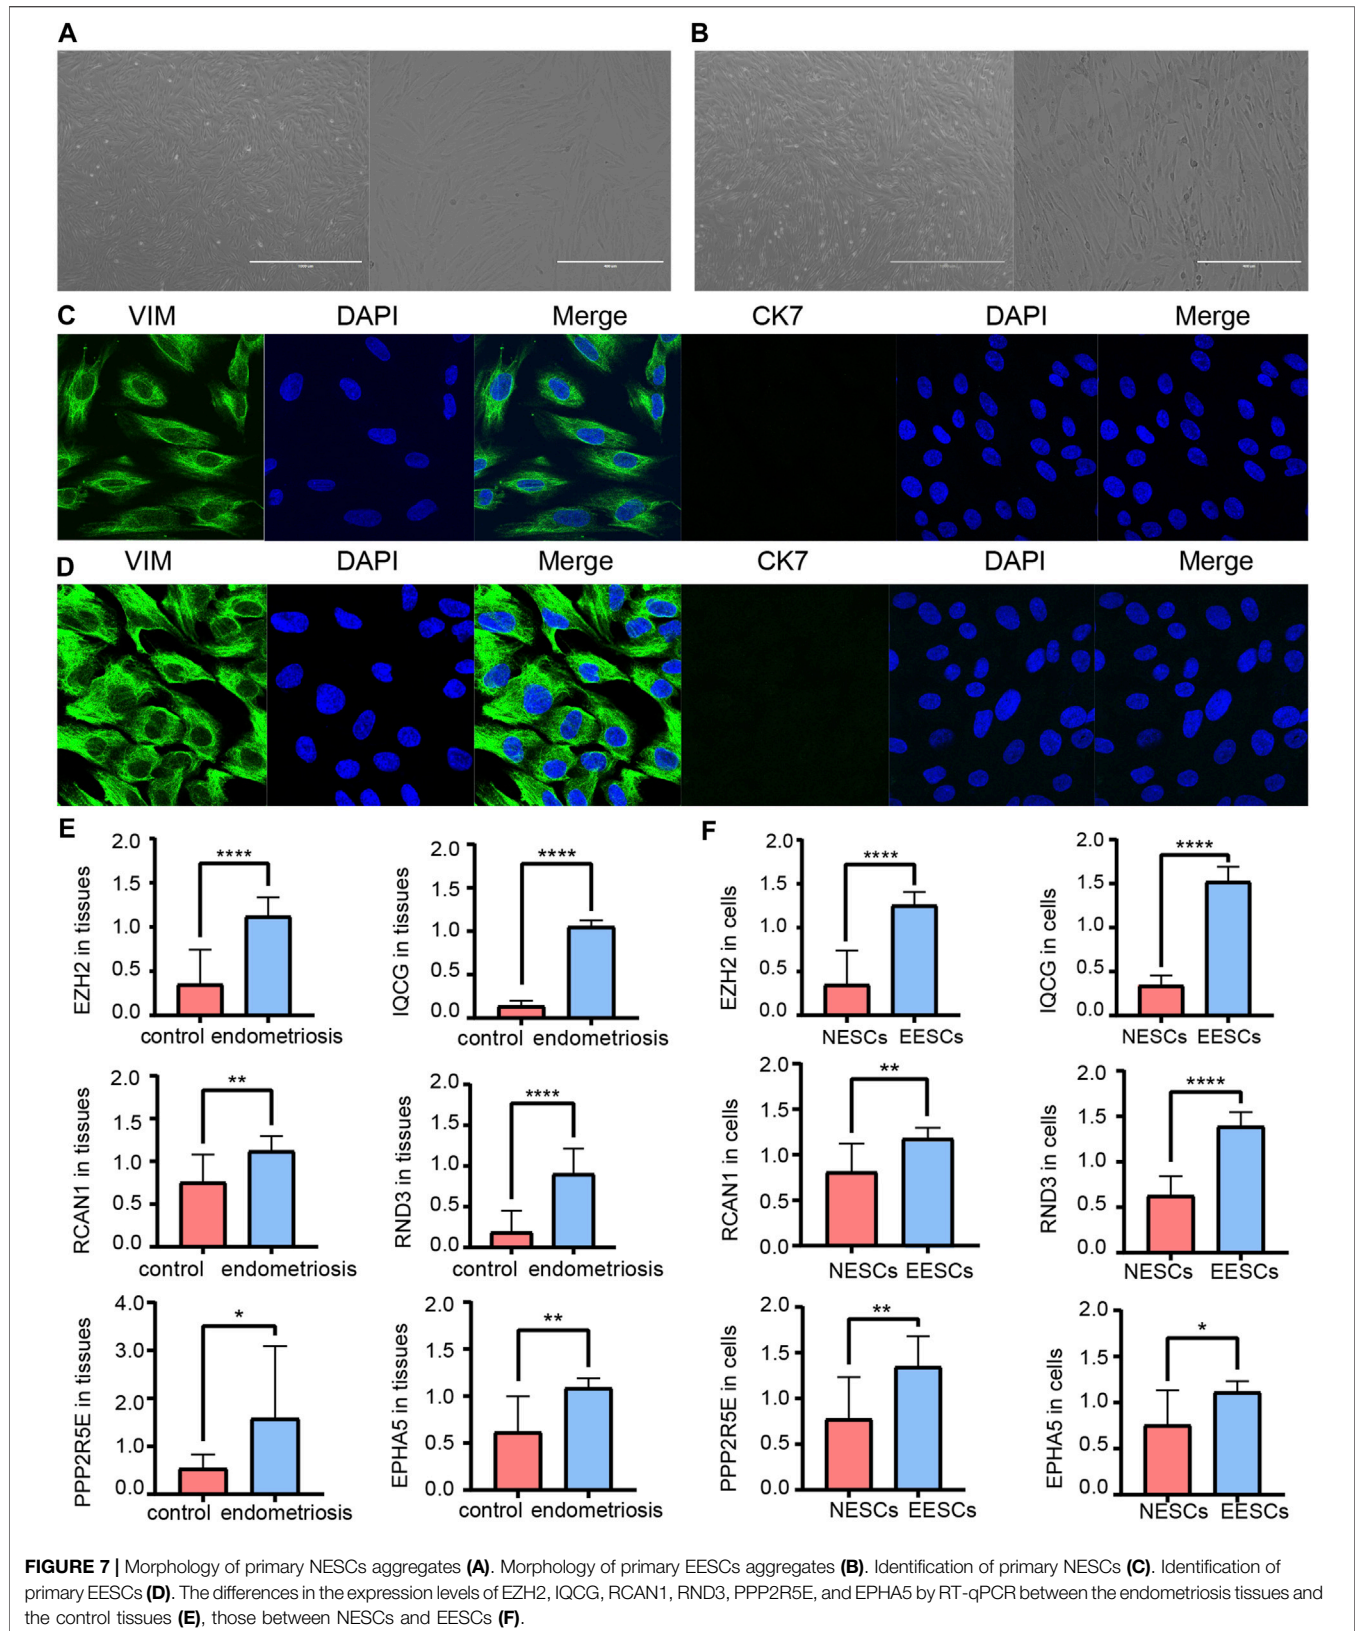 A
B
C
VIM
DAPI
Merge
CK7
DAPI
Merge
D
VIM
DAPI
Merge
CK7
DAPI
Merge
E
EZH2 in tissues
2.0
1.5
1.0
0.5
0.0
****
control endometriosis
IQCG in tissues
2.0
1.5
1.0
0.5
0.0
****
control endometriosis
F
EZH2 in cells
2.0
1.5
1.0
0.5
0.0
****
NESCs EESCs
IQCG in cells
2.0
1.5
1.0
0.5
0.0
****
NESCs EESCs
RCAN1 in tissues
2.0
1.5
1.0
0.5
0.0
**
control endometriosis
RND3 in tissues
2.0
1.5
1.0
0.5
0.0
****
control endometriosis
RCAN1 in cells
2.0
1.5
1.0
0.5
0.0
**
NESCs EESCs
RND3 in cells
2.0
1.5
1.0
0.5
0.0
****
NESCs EESCs
PPP2R5E in tissues
4.0
3.0
2.0
1.0
0.0
*
control endometriosis
EPHA5 in tissues
2.0
1.5
1.0
0.5
0.0
**
control endometriosis
PPP2R5E in cells
2.0
1.5
1.0
0.5
0.0
**
NESCs EESCs
EPHA5 in cells
2.0
1.5
1.0
0.5
0.0
*
NESCs EESCs
FIGURE 7 | Morphology of primary NESCs aggregates (A). Morphology of primary EESCs aggregates (B). Identification of primary NESCs (C). Identification of
primary EESCs (D). The differences in the expression levels of EZH2, IQCG, RCAN1, RND3, PPP2R5E, and EPHA5 by RT-qPCR between the endometriosis tissues and
the control tissues (E), those between NESCs and EESCs (F).